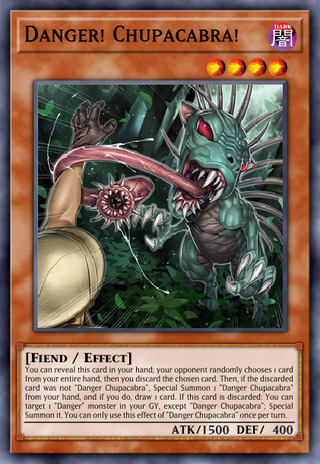 Danger! Chupacabra!
DARK
闇
[Fiend / Effect]
You can reveal this card in your hand; your opponent randomly chooses 1 card
from your entire hand, then you discard the chosen card. Then, if the discarded
card was not "Danger Chupacabra", Special Summon 1 "Danger Chupacabra"
from your hand, and if you do, draw 1 card. If this card is discarded: You can
target 1 "Danger" monster in your GY, except "Danger Chupacabra"; Special
Summon it. You can only use this effect of "Danger Chupacabra" once per turn.
ATK/1500 DEF/ 400